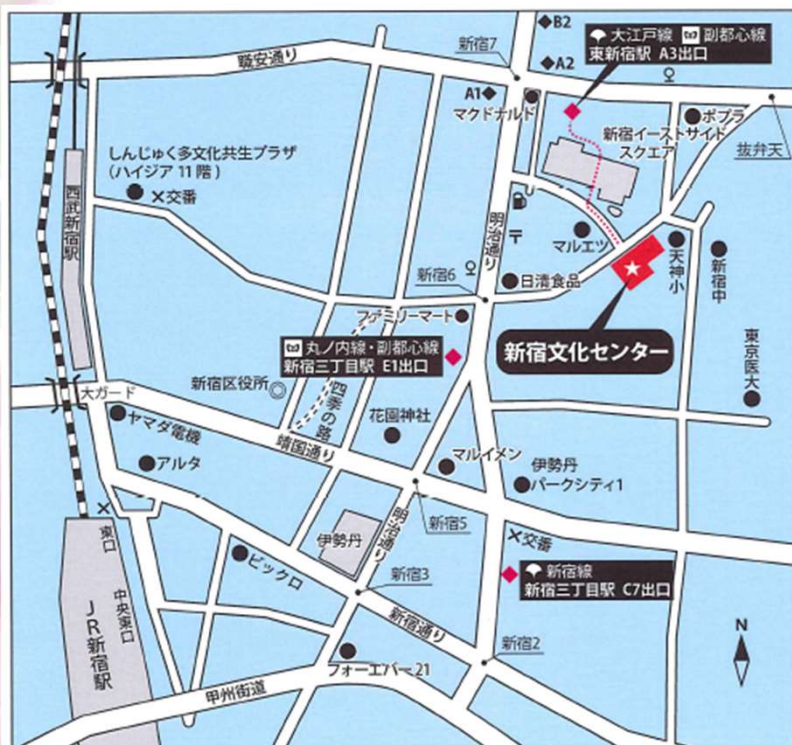 B2
大江戸線 副都心線
東新宿駅 A3出口
新宿7
A2
職安通り
A1
マクドナルド
ポプラ
新宿イーストサイド
スクエア
抜弁天
しんじゅく多文化共生プラザ
(ハイジア 11 階)
交番
西武新宿駅
明治通り
マルエツ
天神小
新宿中
新宿6
日清食品
ファミリーマート
新宿文化センター
丸ノ内線・副都心線
新宿三丁目駅 E1出口
東京医大
新宿区役所
四季の路
大ガード
ヤマダ電機
花園神社
靖国通り
マルイメン
アルタ
伊勢丹
パークシティ1
新宿5
明治通り
伊勢丹
交番
東口
ビックロ
新宿線
新宿三丁目駅 C7出口
新宿3
中央東口
JR新宿駅
新宿通り
新宿2
N
フォーエバー21
甲州街道